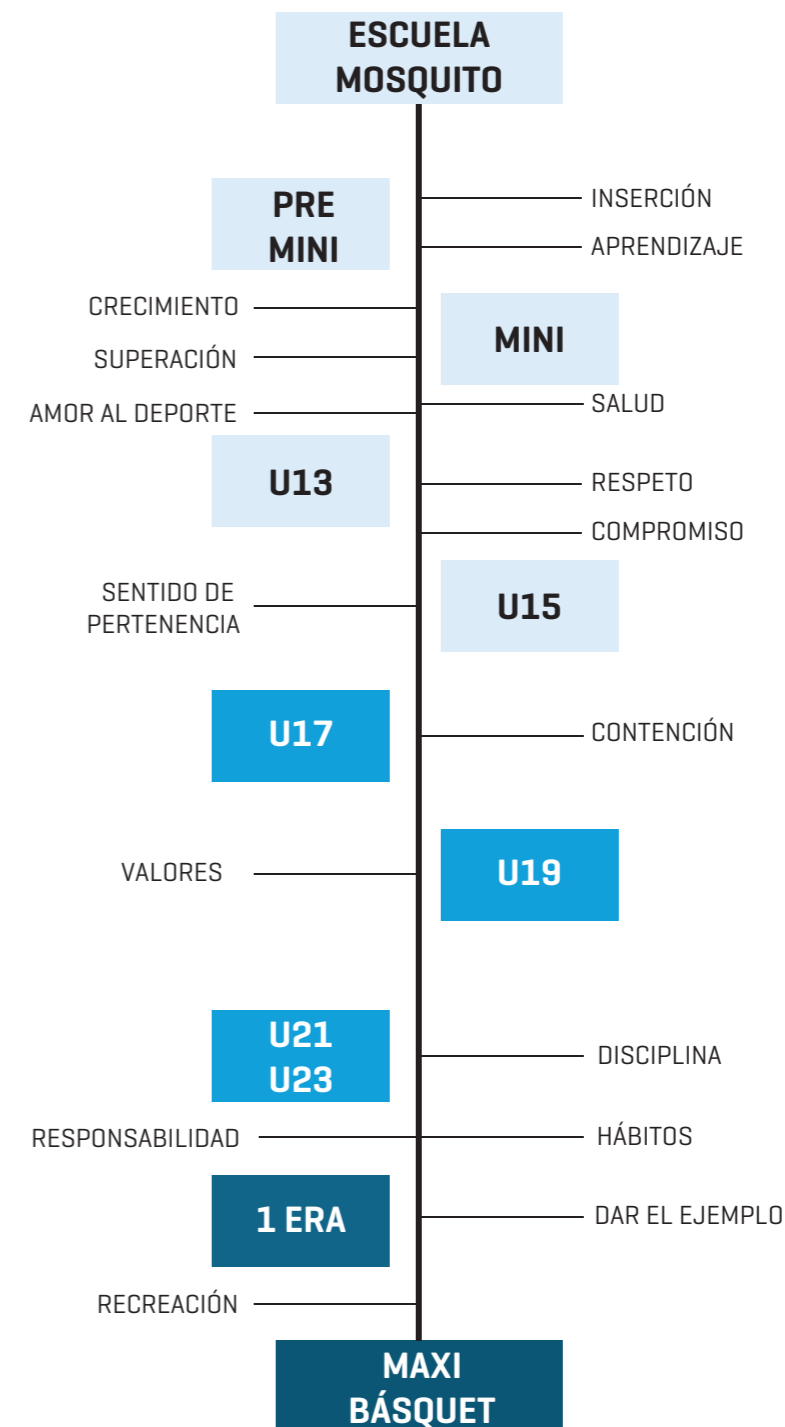 ESCUELA
MOSQUITO
PRE
MINI
INSERCIÓN
APRENDIZAJE
CRECIMIENTO
MINI
SUPERACIÓN
AMOR AL DEPORTE
SALUD
U13
RESPETO
COMPROMISO
SENTIDO DE
PERTENENCIA
U15
U17
CONTENCIÓN
VALORES
U19
U21
U23
DISCIPLINA
RESPONSABILIDAD
HÁBITOS
1 ERA
DAR EL EJEMPLO
RECREACIÓN
MAXI
BÁSQUET